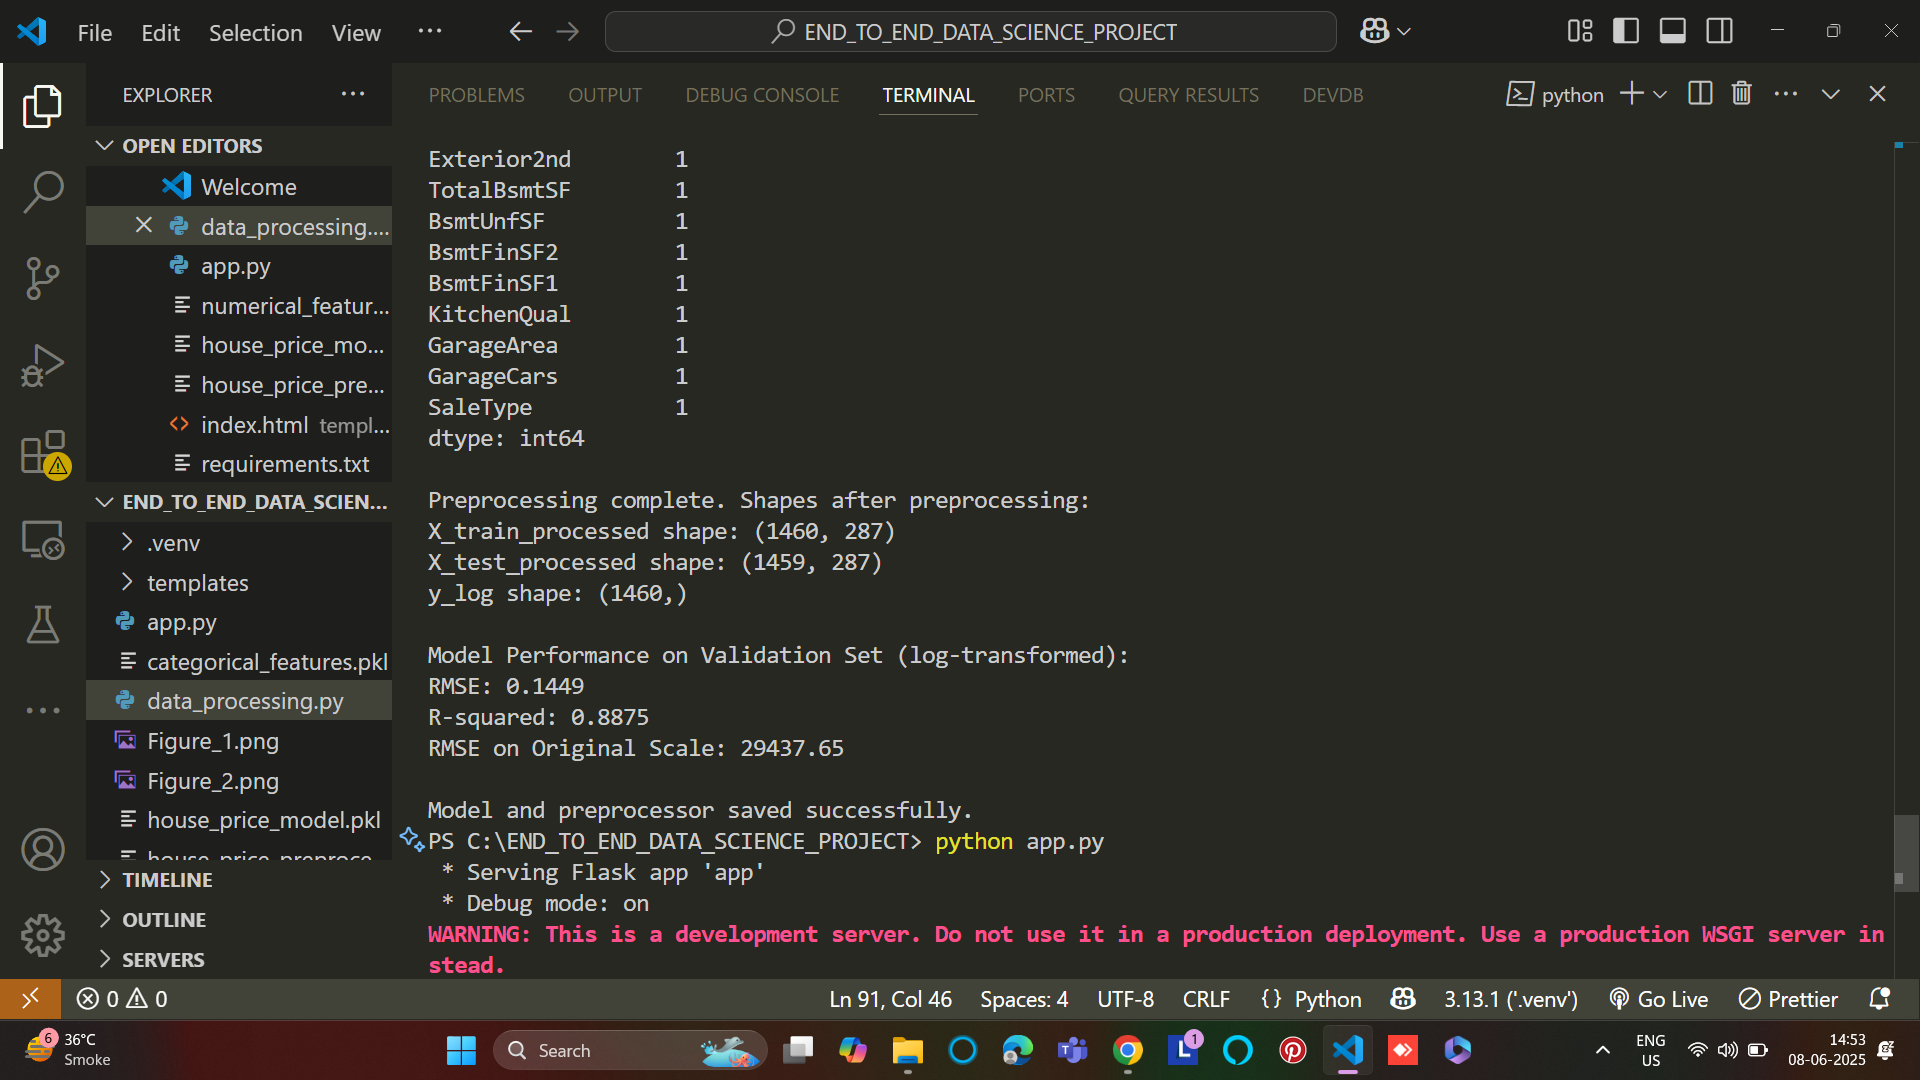 File Edit Selection View ··· END_TO_END_DATA_SCIENCE_PROJECT
EXPLORER
OPEN EDITORS
Welcome
data_processing....
app.py
numerical_featur...
house_price_mo...
house_price_pre...
index.html templ...
requirements.txt
END_TO_END_DATA_SCIEN...
.venv
templates
app.py
categorical_features.pkl
data_processing.py
Figure_1.png
Figure_2.png
house_price_model.pkl
house_price_preproce
TIMELINE
OUTLINE
SERVERS
PROBLEMS OUTPUT DEBUG CONSOLE TERMINAL PORTS QUERY RESULTS DEVDB python
Exterior2nd 1
TotalBsmtSF 1
BsmtUnfSF 1
BsmtFinSF2 1
BsmtFinSF1 1
KitchenQual 1
GarageArea 1
GarageCars 1
SaleType 1
dtype: int64
Preprocessing complete. Shapes after preprocessing:
X_train_processed shape: (1460, 287)
X_test_processed shape: (1459, 287)
y_log shape: (1460,)
Model Performance on Validation Set (log-transformed):
RMSE: 0.1449
R-squared: 0.8875
RMSE on Original Scale: 29437.65
Model and preprocessor saved successfully.
PS C:\END_TO_END_DATA_SCIENCE_PROJECT> python app.py
* Serving Flask app 'app'
* Debug mode: on
WARNING: This is a development server. Do not use it in a production deployment. Use a production WSGI server in
stead.
0 0 Ln 91, Col 46 Spaces: 4 UTF-8 CRLF {} Python 3.13.1 ('.venv') Go Live Prettier
6 36°C
Smoke
Search
L 1
ENG
US
14:53
08-06-2025